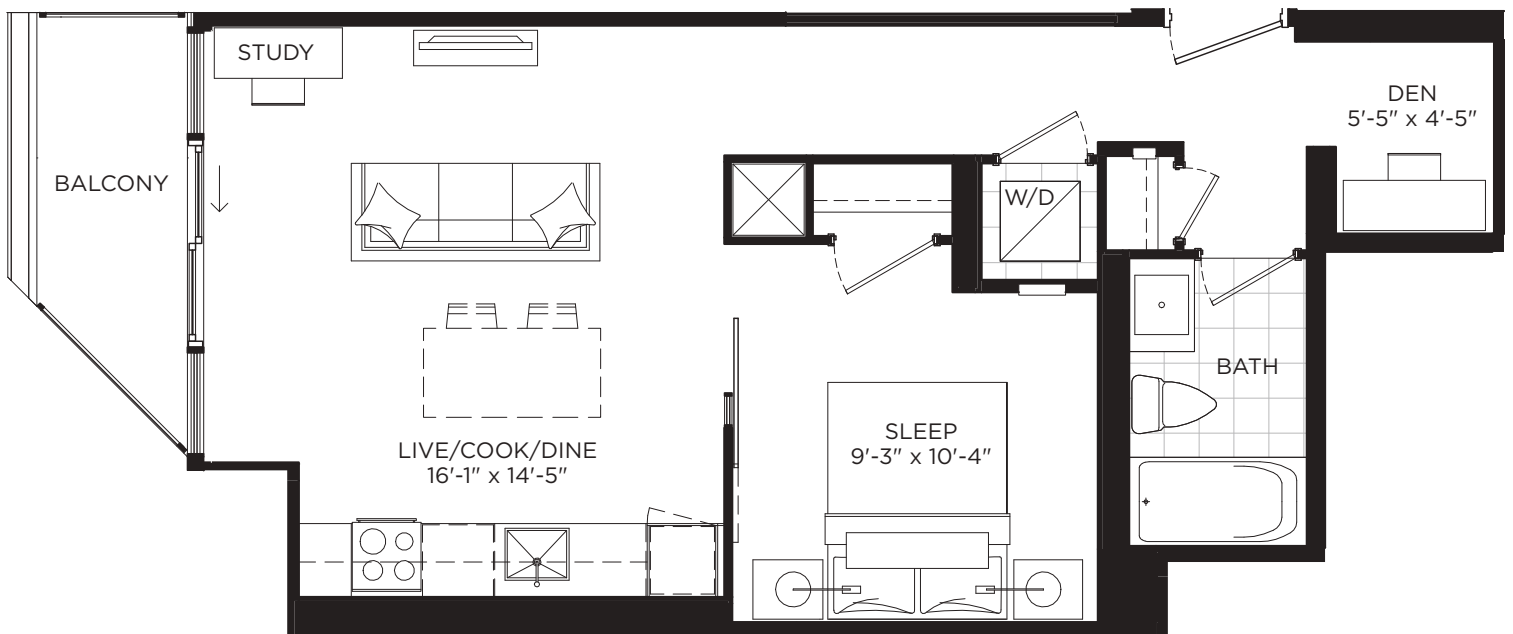 STUDY
DEN
5'-5" x 4'-5"
BALCONY
W/D
BATH
SLEEP
9'-3" x 10'-4"
LIVE/COOK/DINE
16'-1" x 14'-5"